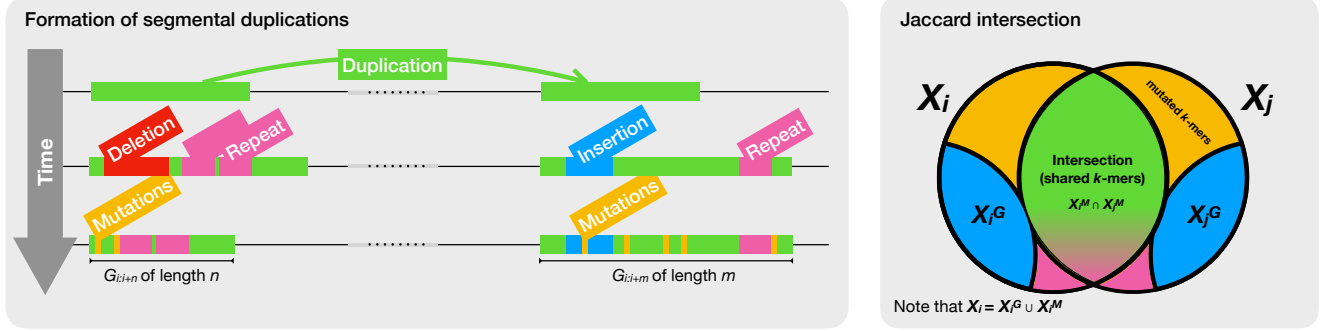 Formation of segmental duplications
Time
Duplication
Deletion
Repeat
Insertion
Repeat
Mutations
Mutations
G_{i:i+n} of length n
G_{i:i+m} of length m
Jaccard intersection
X_i
X_j
mutated k-mers
Intersection
(shared k-mers)
X_i^M ∩ X_j^M
X_i^G
X_j^G
Note that X_i = X_i^G ∪ X_i^M